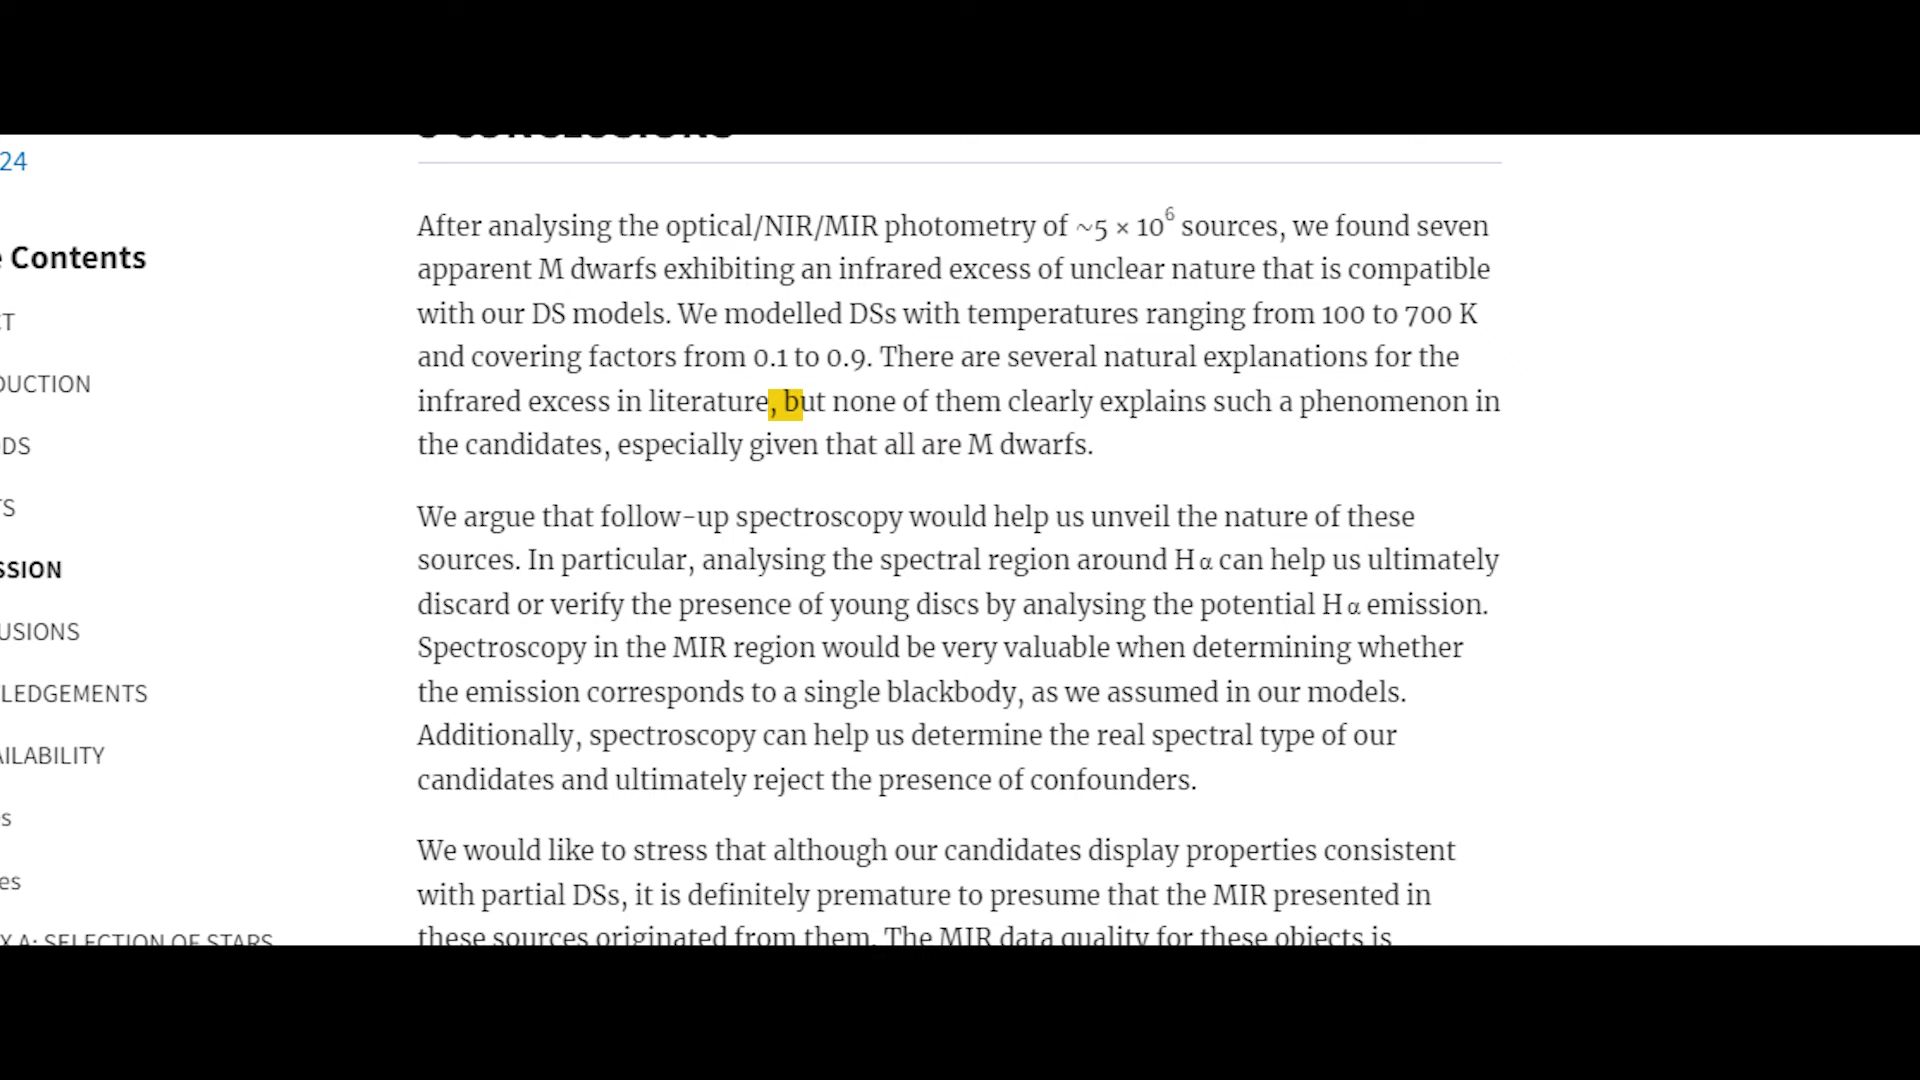 CONCLUSIONS
24
Contents
CT
DUCTION
DS
TS
SSION
USIONS
LEDGEMENTS
AILABILITY
es
X A: SELECTION OF STARS
After analysing the optical/NIR/MIR photometry of ~5 × 10⁶ sources, we found seven
apparent M dwarfs exhibiting an infrared excess of unclear nature that is compatible
with our DS models. We modelled DSs with temperatures ranging from 100 to 700 K
and covering factors from 0.1 to 0.9. There are several natural explanations for the
infrared excess in literature, but none of them clearly explains such a phenomenon in
the candidates, especially given that all are M dwarfs.
We argue that follow-up spectroscopy would help us unveil the nature of these
sources. In particular, analysing the spectral region around H α can help us ultimately
discard or verify the presence of young discs by analysing the potential H α emission.
Spectroscopy in the MIR region would be very valuable when determining whether
the emission corresponds to a single blackbody, as we assumed in our models.
Additionally, spectroscopy can help us determine the real spectral type of our
candidates and ultimately reject the presence of confounders.
We would like to stress that although our candidates display properties consistent
with partial DSs, it is definitely premature to presume that the MIR presented in
these sources originated from them. The MIR data quality for these objects is